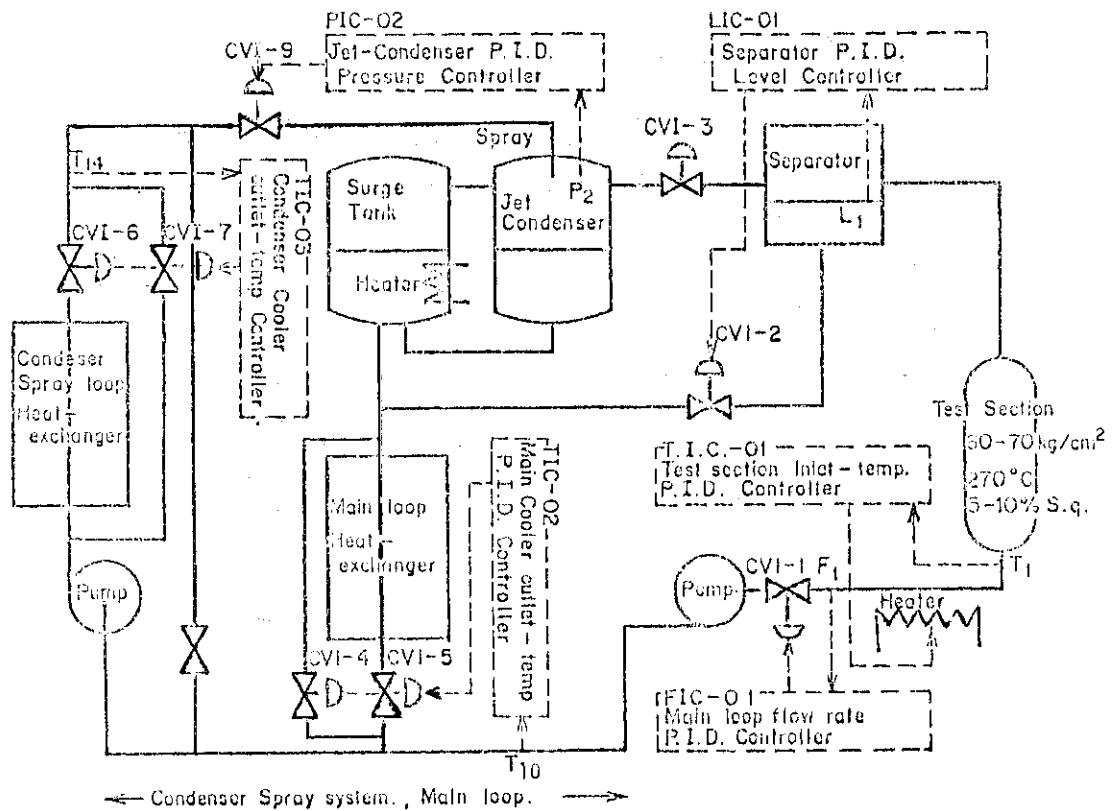 PIC-02
Jet-Condenser P.I.D.
Pressure Controller
LIC-01
Separator P.I.D.
Level Controller
CVI-9
CVI-3
Spray
Separator
T14
Surge
Tank
P2
Jet
Condenser
L1
TIC-03
Condenser Cooler
outlet-temp Controller
CVI-6
CVI-7
Heater
CVI-2
Condeser
Spray loop
Heat
exchanger
Test Section
50-70 kg/cm²
270°C
5-10% S.q.
T.I.C.-01
Test section Inlet-temp.
P.I.D. Controller
TIC-02
Main Cooler outlet-temp
P.I.D. Controller
Main loop
Heat
exchanger
Pump
Pump
CVI-1
F1
T1
Heater
CVI-4
CVI-5
FIC-01
Main loop flow rate
P.I.D. Controller
T10
Condenser Spray system. , Main loop.